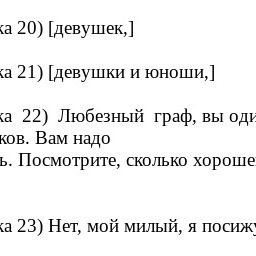 ка 20) [девушек,]
ка 21) [девушки и юноши,]
ка 22) Любезный граф, вы оди
ков. Вам надо
ь. Посмотрите, сколько хороше
ка 23) Нет, мой милый, я посиж